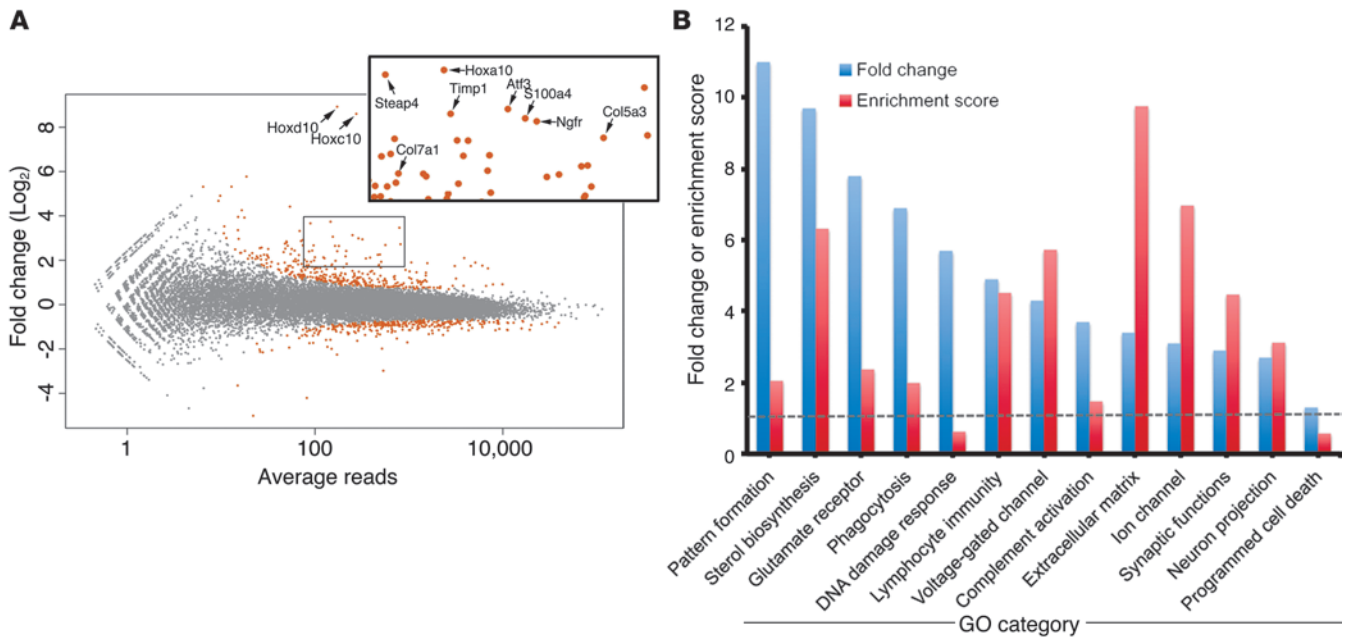 A
Fold change (Log2)
8
6
4
2
0
-2
-4
1
100
10,000
Average reads
Hoxd10
Hoxc10
Steap4
Hoxa10
Timp1
Atf3
S100a4
Ngfr
Col5a3
Col7a1
B
Fold change or enrichment score
12
10
8
6
4
2
0
Fold change
Enrichment score
Pattern formation
Sterol biosynthesis
Glutamate receptor
Phagocytosis
DNA damage response
Lymphocyte immunity
Voltage-gated channel
Complement activation
Extracellular matrix
Ion channel
Synaptic functions
Neuron projection
Programmed cell death
GO category